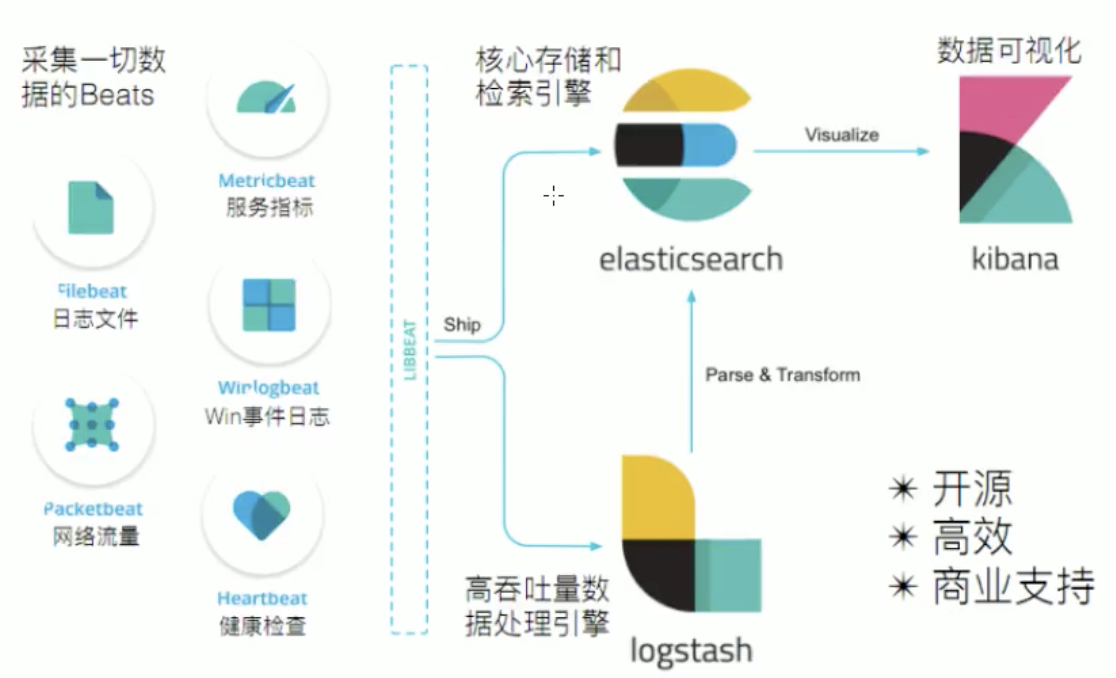 采集一切数
据的Beats
Metricbeat
服务指标
Filebeat
日志文件
Winlogbeat
Win事件日志
Packetbeat
网络流量
Heartbeat
健康检查
LIBBEAT
Ship
核心存储和
检索引擎
elasticsearch
Visualize
数据可视化
kibana
Parse & Transform
高吞吐量数
据处理引擎
logstash
✴ 开源
✴ 高效
✴ 商业支持